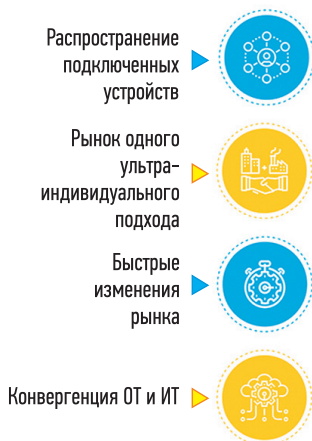 Распространение
подключенных
устройств
Рынок одного
ультра-
индивидуального
подхода
Быстрые
изменения
рынка
Конвергенция ОТ и ИТ